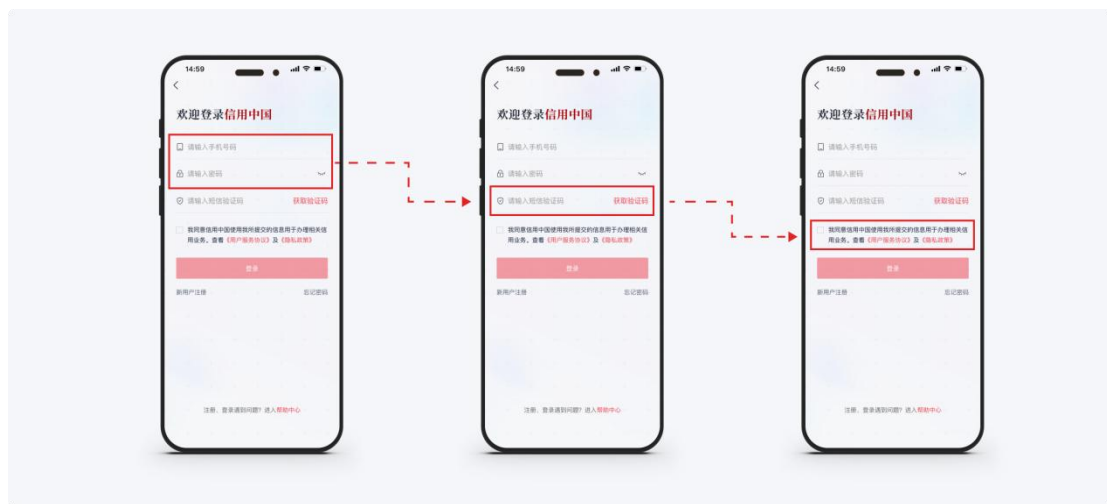 14:59
欢迎登录信用中国
请输入手机号码
请输入密码
请输入短信验证码 获取验证码
我同意信用中国使用我所提交的信息用于办理相关信
用业务，查看《用户服务协议》及《隐私政策》
登录
新用户注册 忘记密码
注册、登录遇到问题? 进入帮助中心
14:59
欢迎登录信用中国
请输入手机号码
请输入密码
请输入短信验证码 获取验证码
我同意信用中国使用我所提交的信息用于办理相关信
用业务，查看《用户服务协议》及《隐私政策》
登录
新用户注册 忘记密码
注册、登录遇到问题? 进入帮助中心
14:59
欢迎登录信用中国
请输入手机号码
请输入密码
请输入短信验证码 获取验证码
我同意信用中国使用我所提交的信息用于办理相关信
用业务，查看《用户服务协议》及《隐私政策》
登录
新用户注册 忘记密码
注册、登录遇到问题? 进入帮助中心